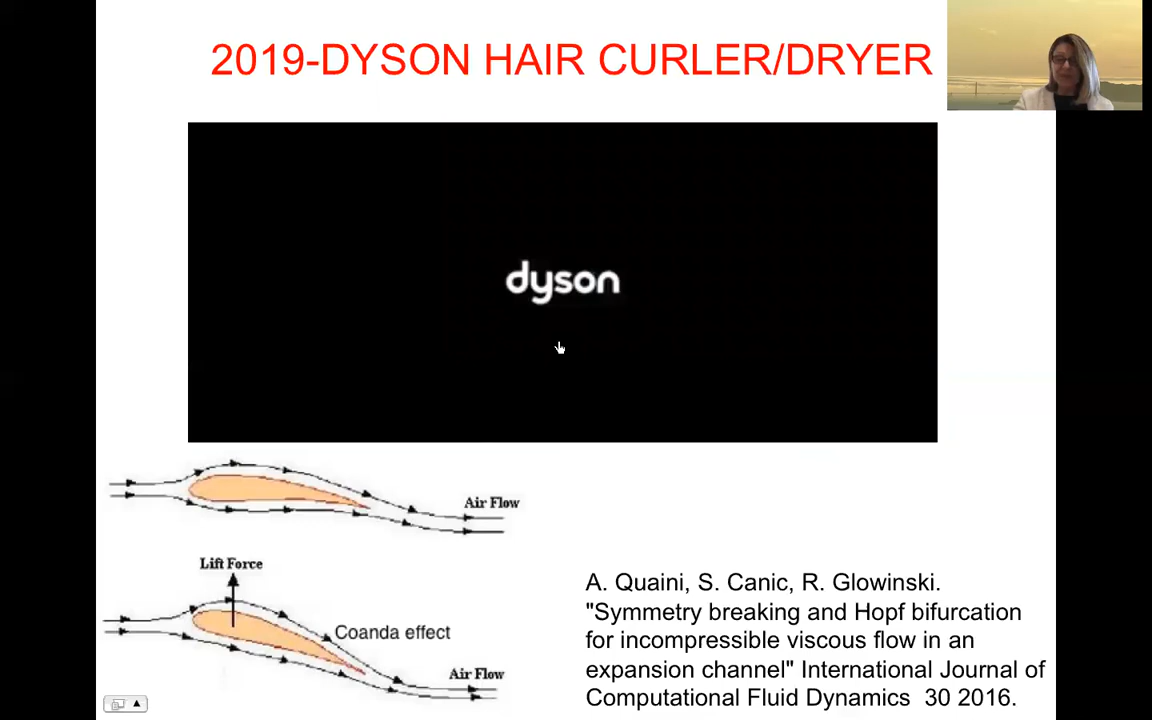 2019-DYSON HAIR CURLER/DRYER
dyson
Air Flow
Lift Force
Coanda effect
Air Flow
A. Quaini, S. Canic, R. Glowinski.
"Symmetry breaking and Hopf bifurcation
for incompressible viscous flow in an
expansion channel" International Journal of
Computational Fluid Dynamics 30 2016.